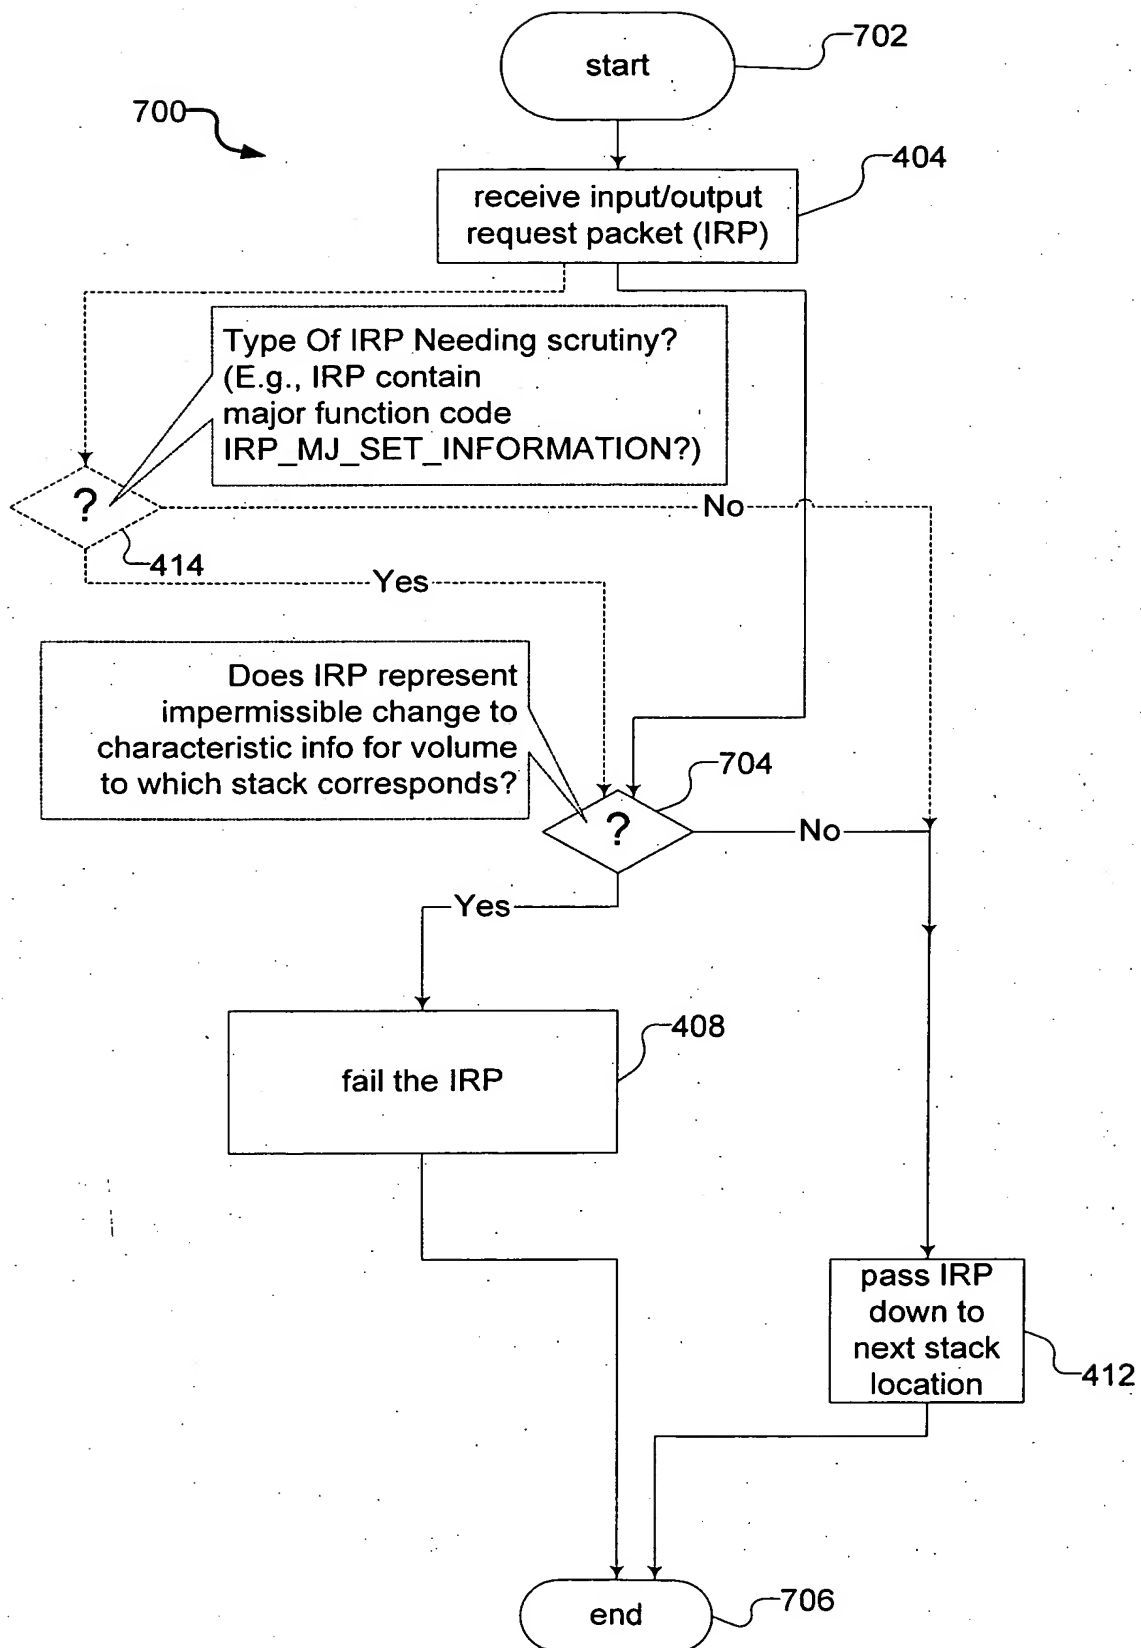 702
start
700
404
receive input/output
request packet (IRP)
Type Of IRP Needing scrutiny?
(E.g., IRP contain
major function code
IRP_MJ_SET_INFORMATION?)
?
No
414
Yes
Does IRP represent
impermissible change to
characteristic info for volume
to which stack corresponds?
704
?
No
Yes
408
fail the IRP
pass IRP
down to
next stack
location
412
706
end